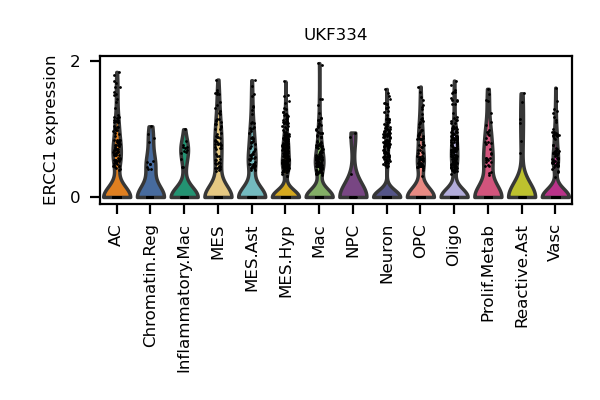 UKF334
ERCC1 expression
2
0
AC
Chromatin.Reg
Inflammatory.Mac
MES
MES.Ast
MES.Hyp
Mac
NPC
Neuron
OPC
Oligo
Prolif.Metab
Reactive.Ast
Vasc